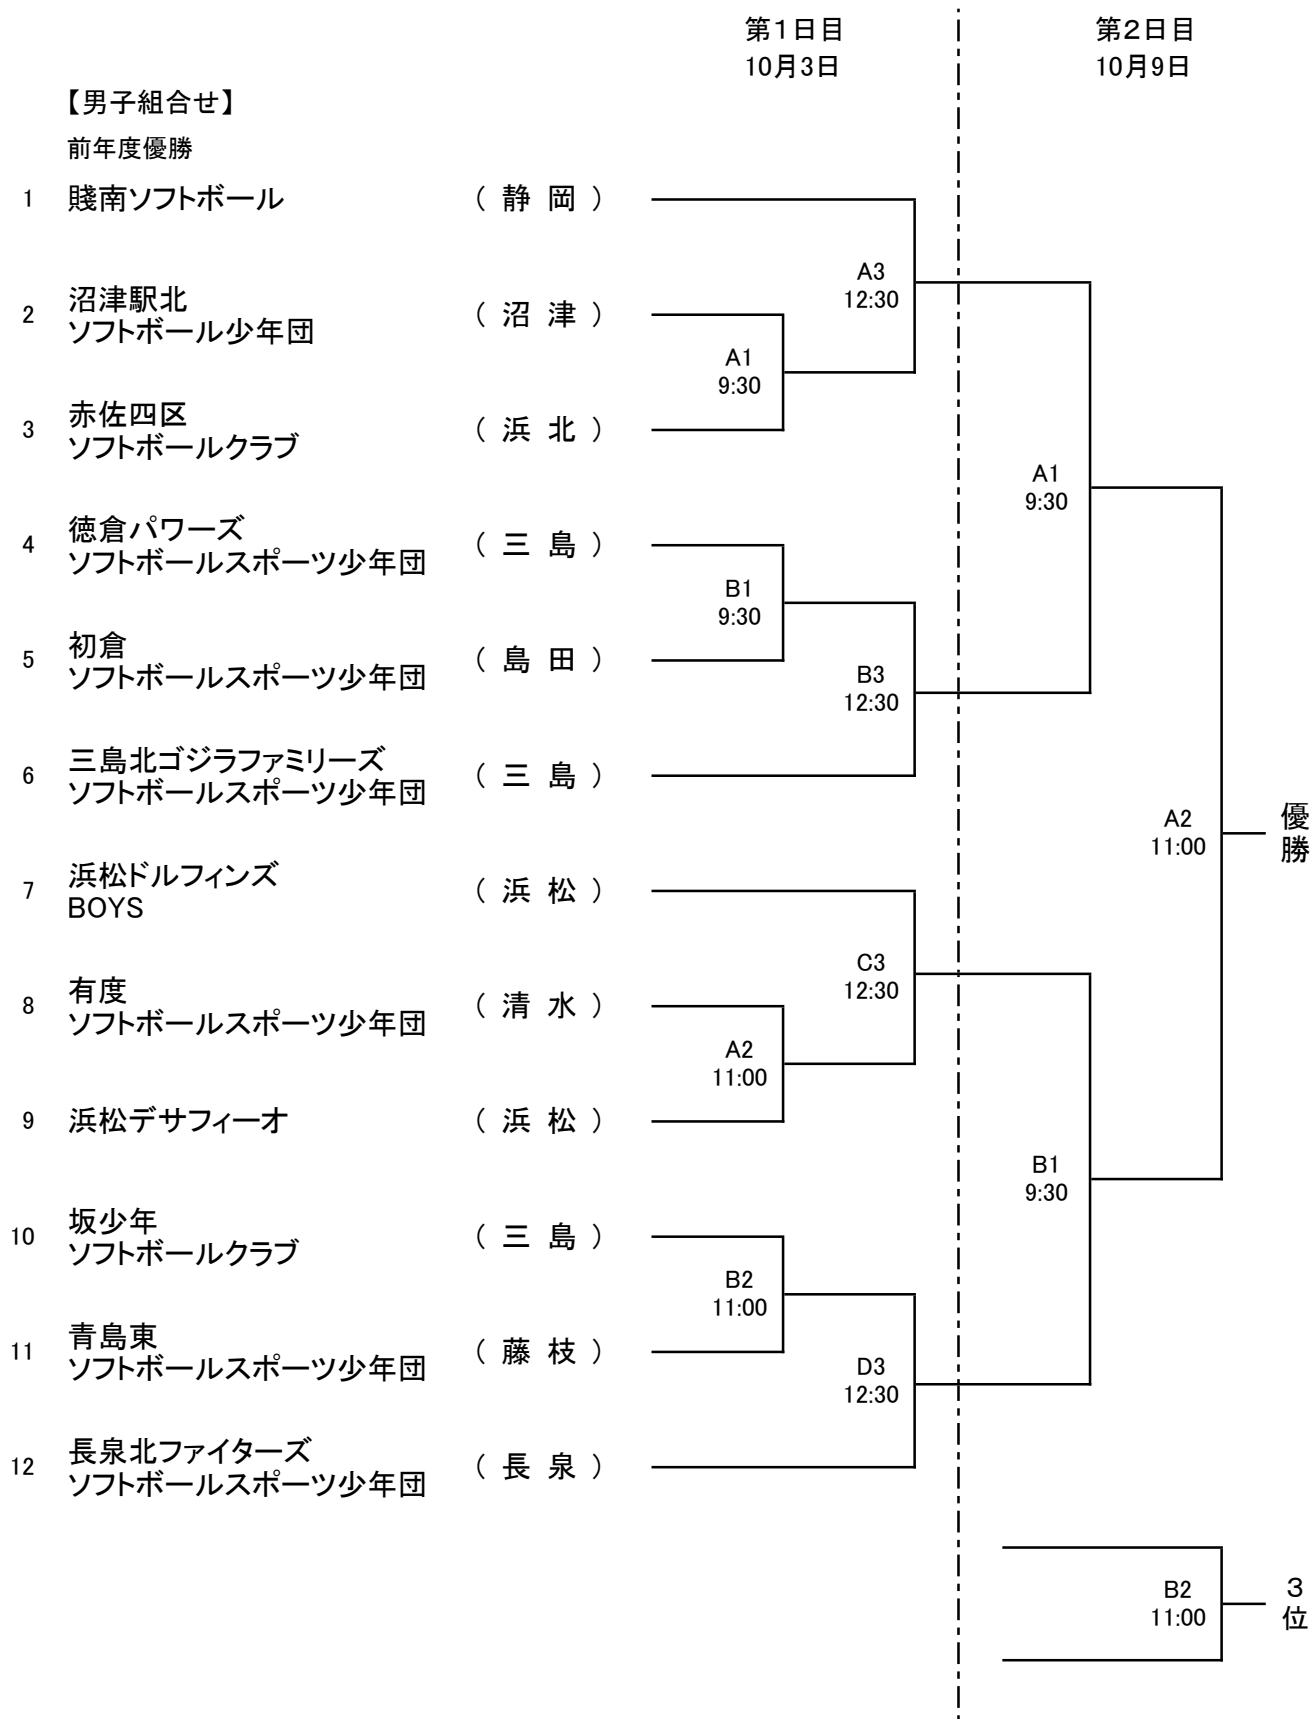 第1日目 第2日目
10月3日 10月9日
【男子組合せ】
前年度優勝
1 賤南ソフトボール (静岡)
A3
12:30
2 沼津駅北
ソフトボール少年団 (沼津)
A1
9:30
3 赤佐四区
ソフトボールクラブ (浜北)
A1
9:30
4 徳倉パワーズ
ソフトボールスポーツ少年団 (三島)
B1
9:30
5 初倉
ソフトボールスポーツ少年団 (島田)
B3
12:30
6 三島北ゴジラファミリーズ
ソフトボールスポーツ少年団 (三島)
A2
11:00
優勝
7 浜松ドルフィンズ
BOYS (浜松)
C3
12:30
8 有度
ソフトボールスポーツ少年団 (清水)
A2
11:00
9 浜松デサフィーオ (浜松)
B1
9:30
10 坂少年
ソフトボールクラブ (三島)
B2
11:00
11 青島東
ソフトボールスポーツ少年団 (藤枝)
D3
12:30
12 長泉北ファイターズ
ソフトボールスポーツ少年団 (長泉)
B2
11:00
3位